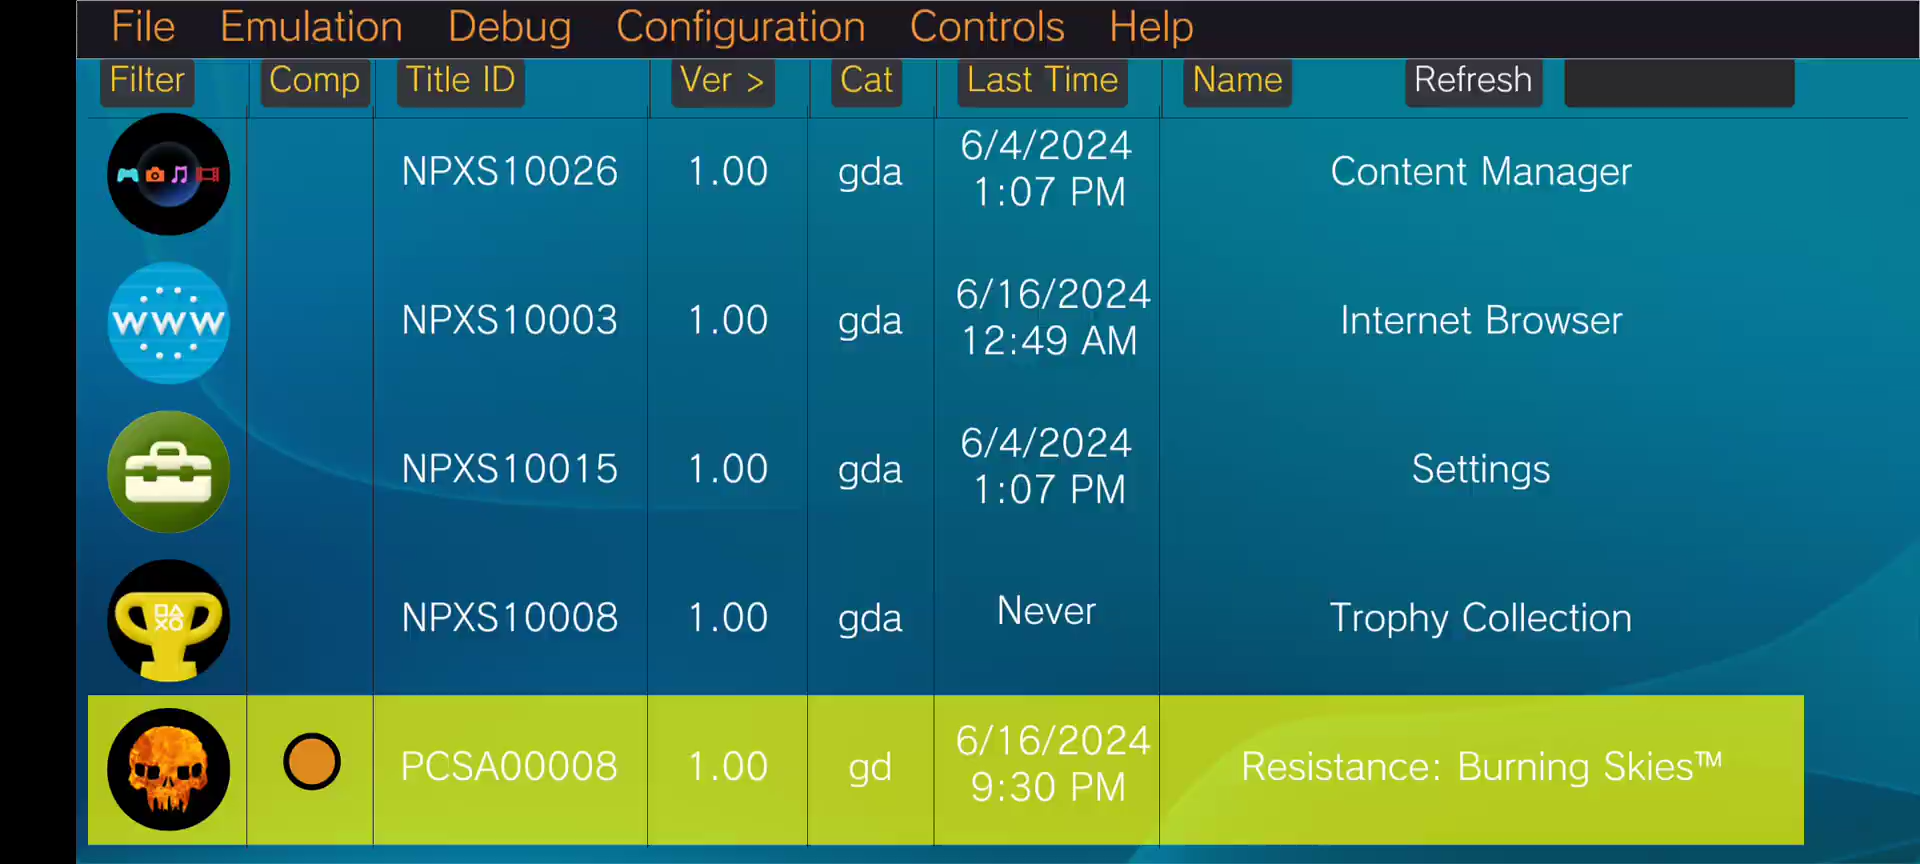 File Emulation Debug Configuration Controls Help
Filter Comp Title ID Ver > Cat Last Time Name Refresh
NPXS10026 1.00 gda 6/4/2024 1:07 PM Content Manager
WWW NPXS10003 1.00 gda 6/16/2024 12:49 AM Internet Browser
NPXS10015 1.00 gda 6/4/2024 1:07 PM Settings
NPXS10008 1.00 gda Never Trophy Collection
PCSA00008 1.00 gd 6/16/2024 9:30 PM Resistance: Burning Skies™